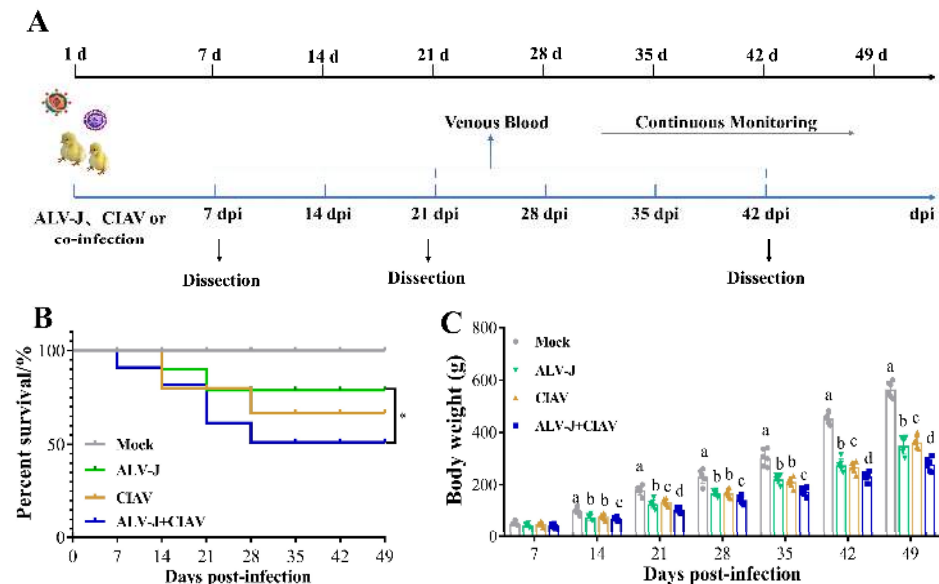 A
1 d 7 d 14 d 21 d 28 d 35 d 42 d 49 d
Venous Blood Continuous Monitoring
ALV-J、CIAV or 7 dpi 14 dpi 21 dpi 28 dpi 35 dpi 42 dpi dpi
co-infection
Dissection Dissection Dissection
B
Percent survival/%
100
50
0
Mock
ALV-J
CIAV
ALV-J+CIAV
*
0 7 14 21 28 35 42 49
Days post-infection
C
Body weight (g)
800
600
400
200
0
Mock
ALV-J
CIAV
ALV-J+CIAV
a b b c
a b c d
a b b c
a b b c
a b c d
a b c d
7 14 21 28 35 42 49
Days post-infection